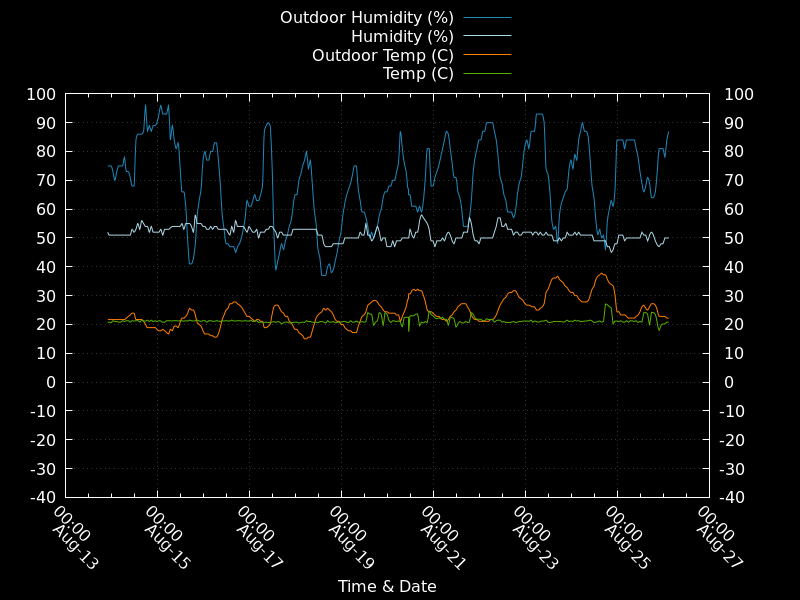 Outdoor Humidity (%)
Humidity (%)
Outdoor Temp (C)
Temp (C)
100 100
90 90
80 80
70 70
60 60
50 50
40 40
30 30
20 20
10 10
0 0
-10 -10
-20 -20
-30 -30
-40 -40
00:00 Aug-13
00:00 Aug-15
00:00 Aug-17
00:00 Aug-19
00:00 Aug-21
00:00 Aug-23
00:00 Aug-25
00:00 Aug-27
Time & Date